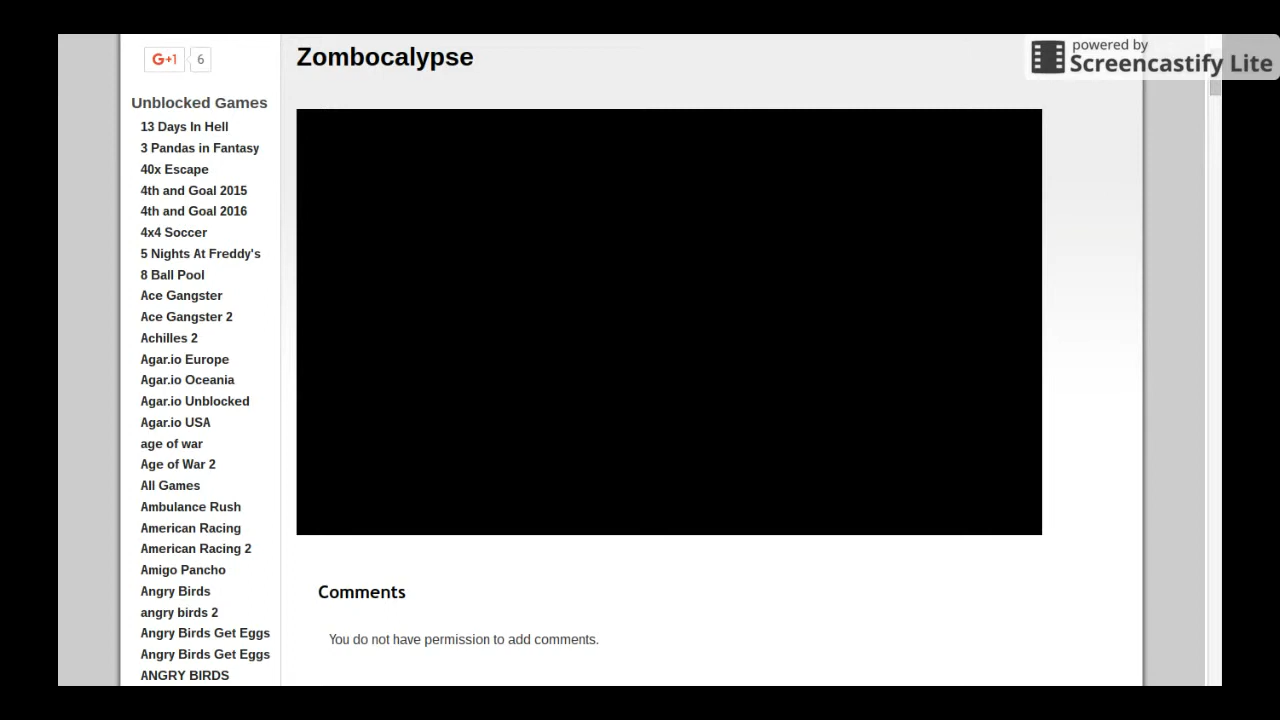 G+1 6
Zombocalypse
powered by
Screencastify Lite
Unblocked Games
13 Days In Hell
3 Pandas in Fantasy
40x Escape
4th and Goal 2015
4th and Goal 2016
4x4 Soccer
5 Nights At Freddy's
8 Ball Pool
Ace Gangster
Ace Gangster 2
Achilles 2
Agar.io Europe
Agar.io Oceania
Agar.io Unblocked
Agar.io USA
age of war
Age of War 2
All Games
Ambulance Rush
American Racing
American Racing 2
Amigo Pancho
Angry Birds
angry birds 2
Angry Birds Get Eggs
Angry Birds Get Eggs
ANGRY BIRDS
Comments
You do not have permission to add comments.